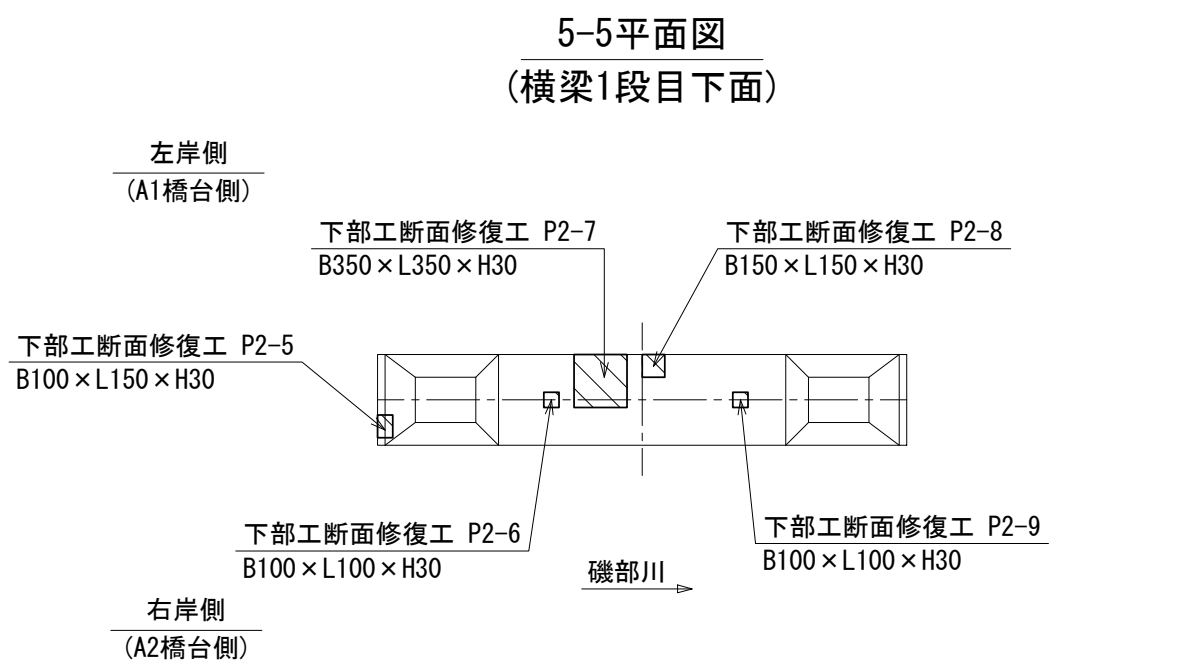 5-5平面図
(横梁1段目下面)
左岸側
(A1橋台側)
下部工断面修復工 P2-7
B350×L350×H30
下部工断面修復工 P2-8
B150×L150×H30
下部工断面修復工 P2-5
B100×L150×H30
下部工断面修復工 P2-6
B100×L100×H30
下部工断面修復工 P2-9
B100×L100×H30
磯部川
右岸側
(A2橋台側)